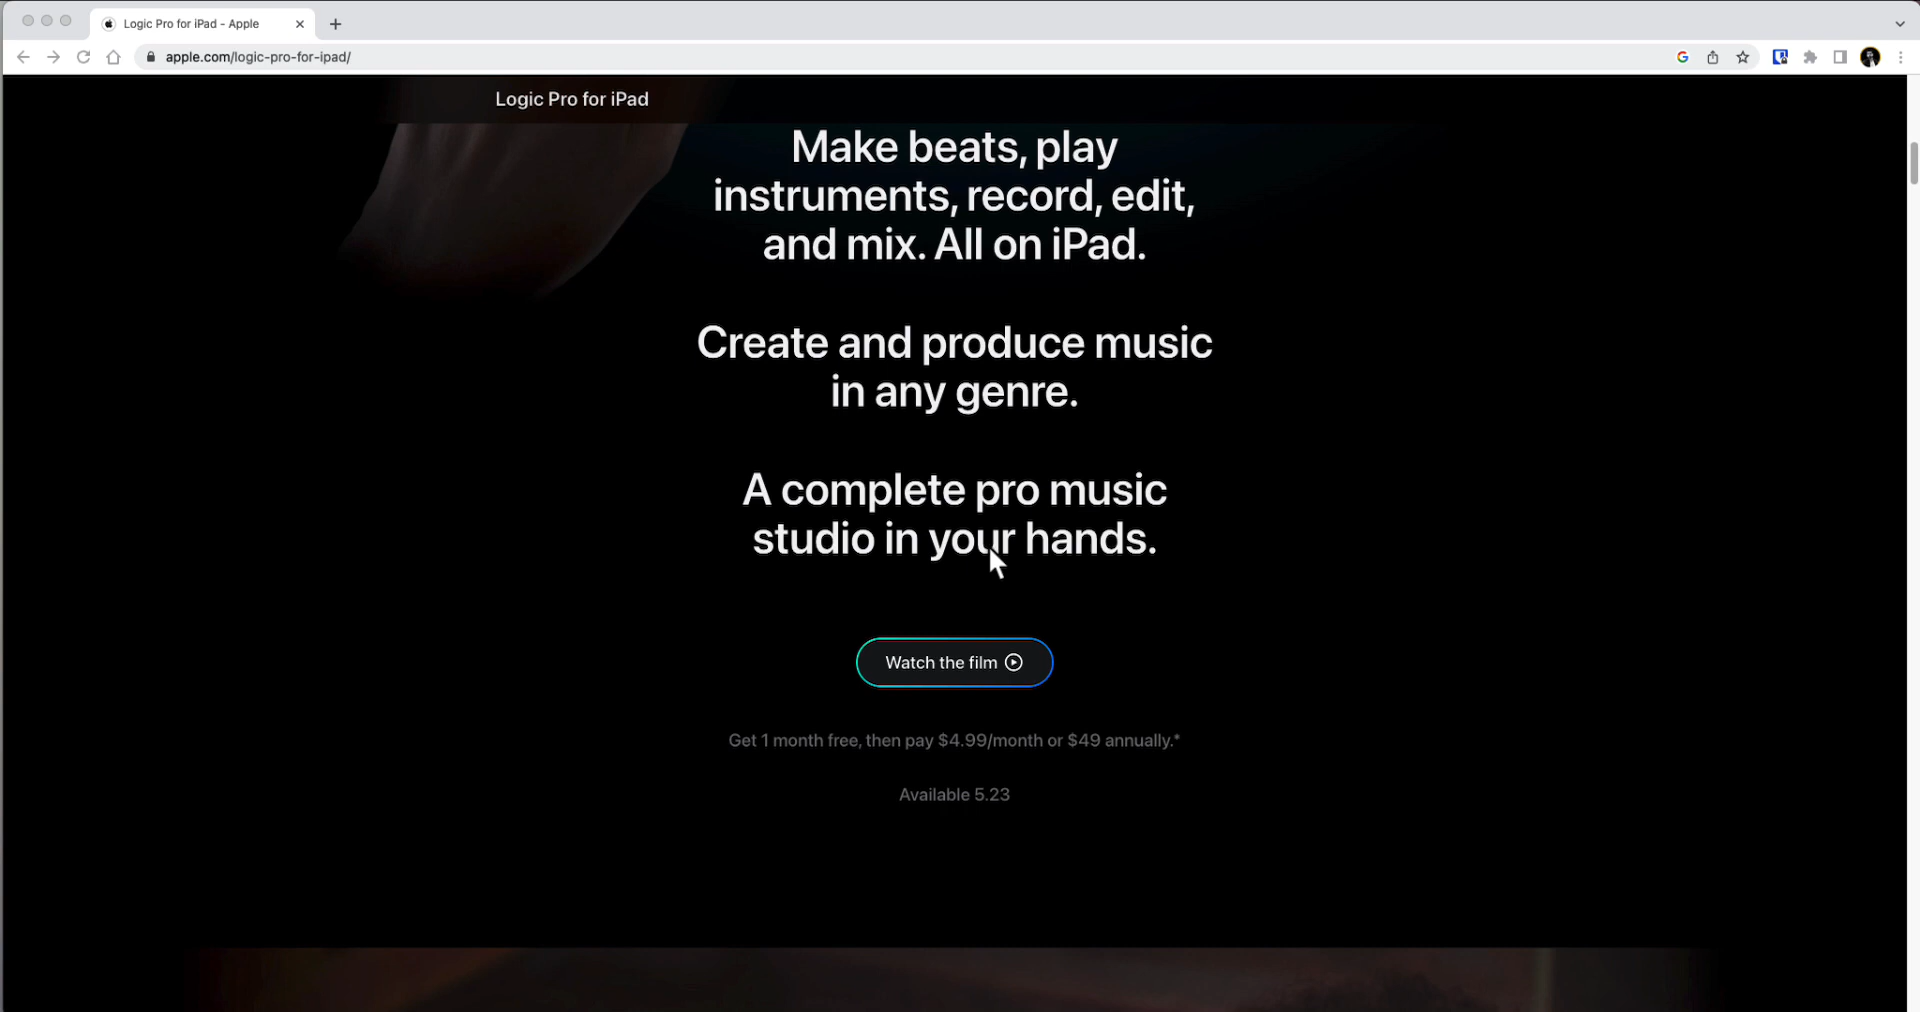 Logic Pro for iPad - Apple
apple.com/logic-pro-for-ipad/
Logic Pro for iPad
Make beats, play
instruments, record, edit,
and mix. All on iPad.
Create and produce music
in any genre.
A complete pro music
studio in your hands.
Watch the film
Get 1 month free, then pay $4.99/month or $49 annually.*
Available 5.23